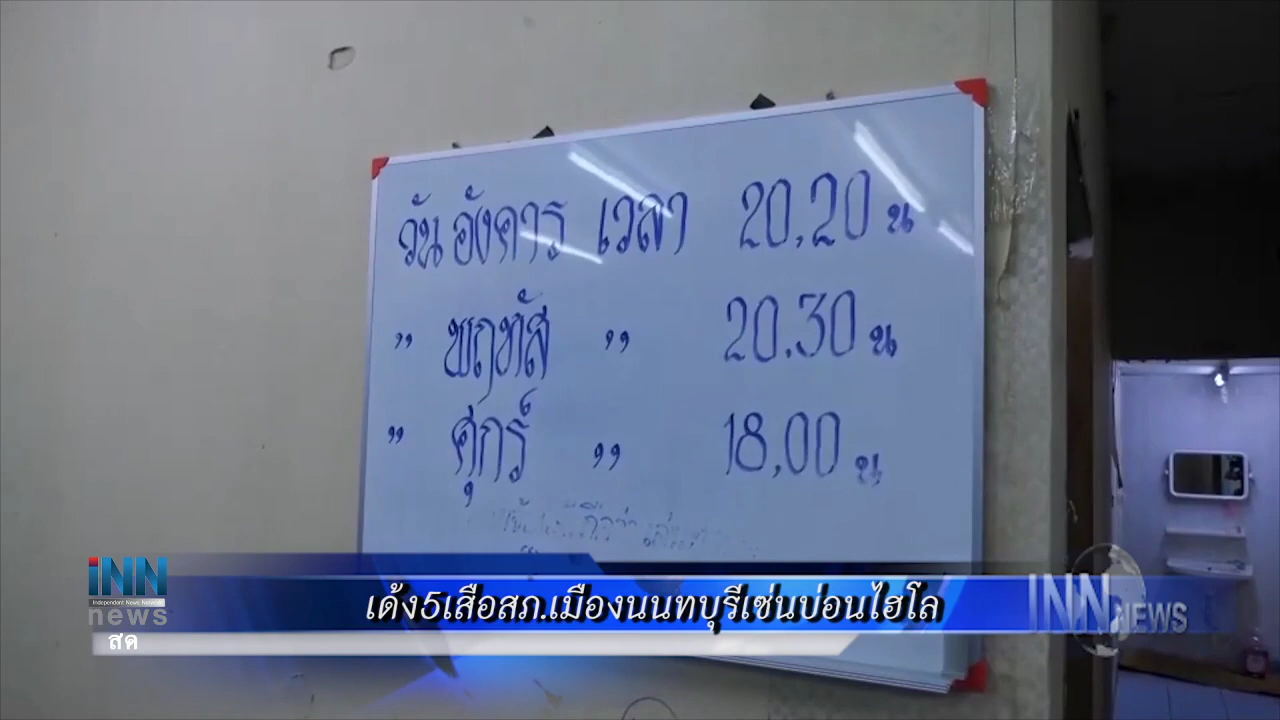 วันอังคาร เวลา 20,20 น
" พฤหัส " 20.30 น
" ศุกร์ " 18,00 น
iNN
Independent News Network
news
สด
เด้ง5เสือสภ.เมืองนนทบุรีเซ่นบ่อนไฮโล
INN NEWS